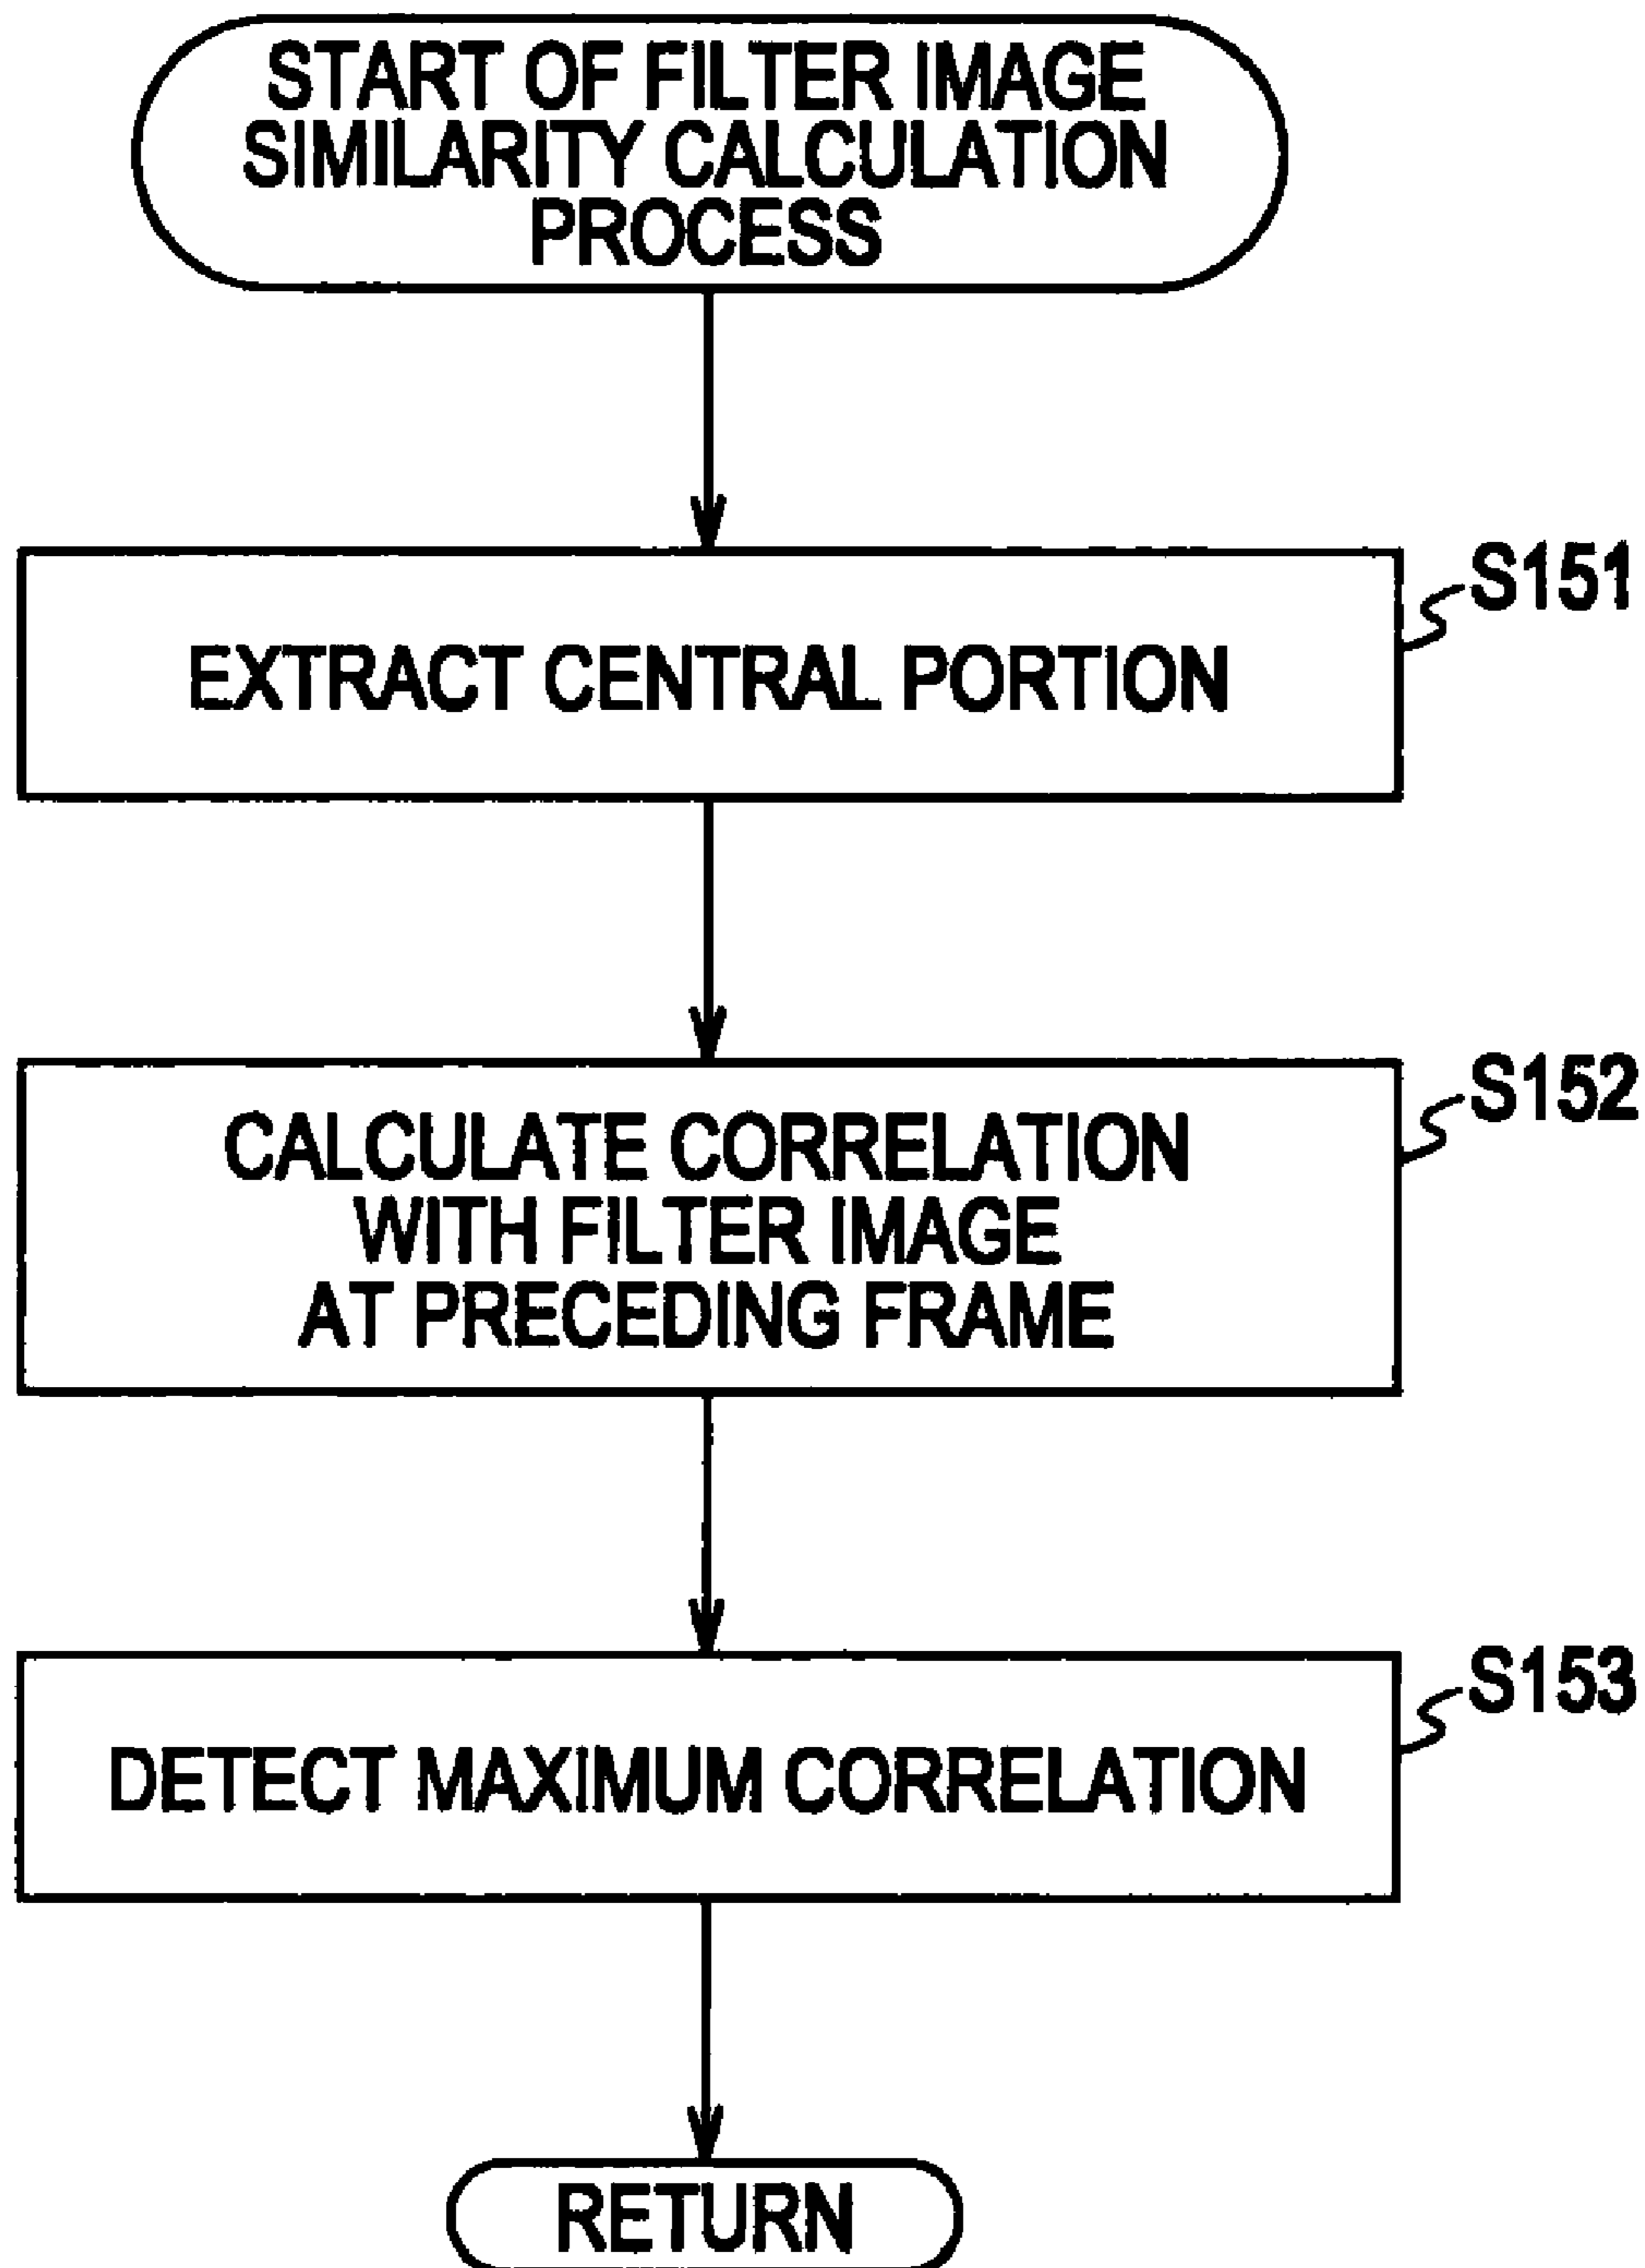 START OF FILTER IMAGE
SIMILARITY CALCULATION
PROCESS
S151
EXTRACT CENTRAL PORTION
S152
CALCULATE CORRELATION
WITH FILTER IMAGE
AT PRECEDING FRAME
S153
DETECT MAXIMUM CORRELATION
RETURN